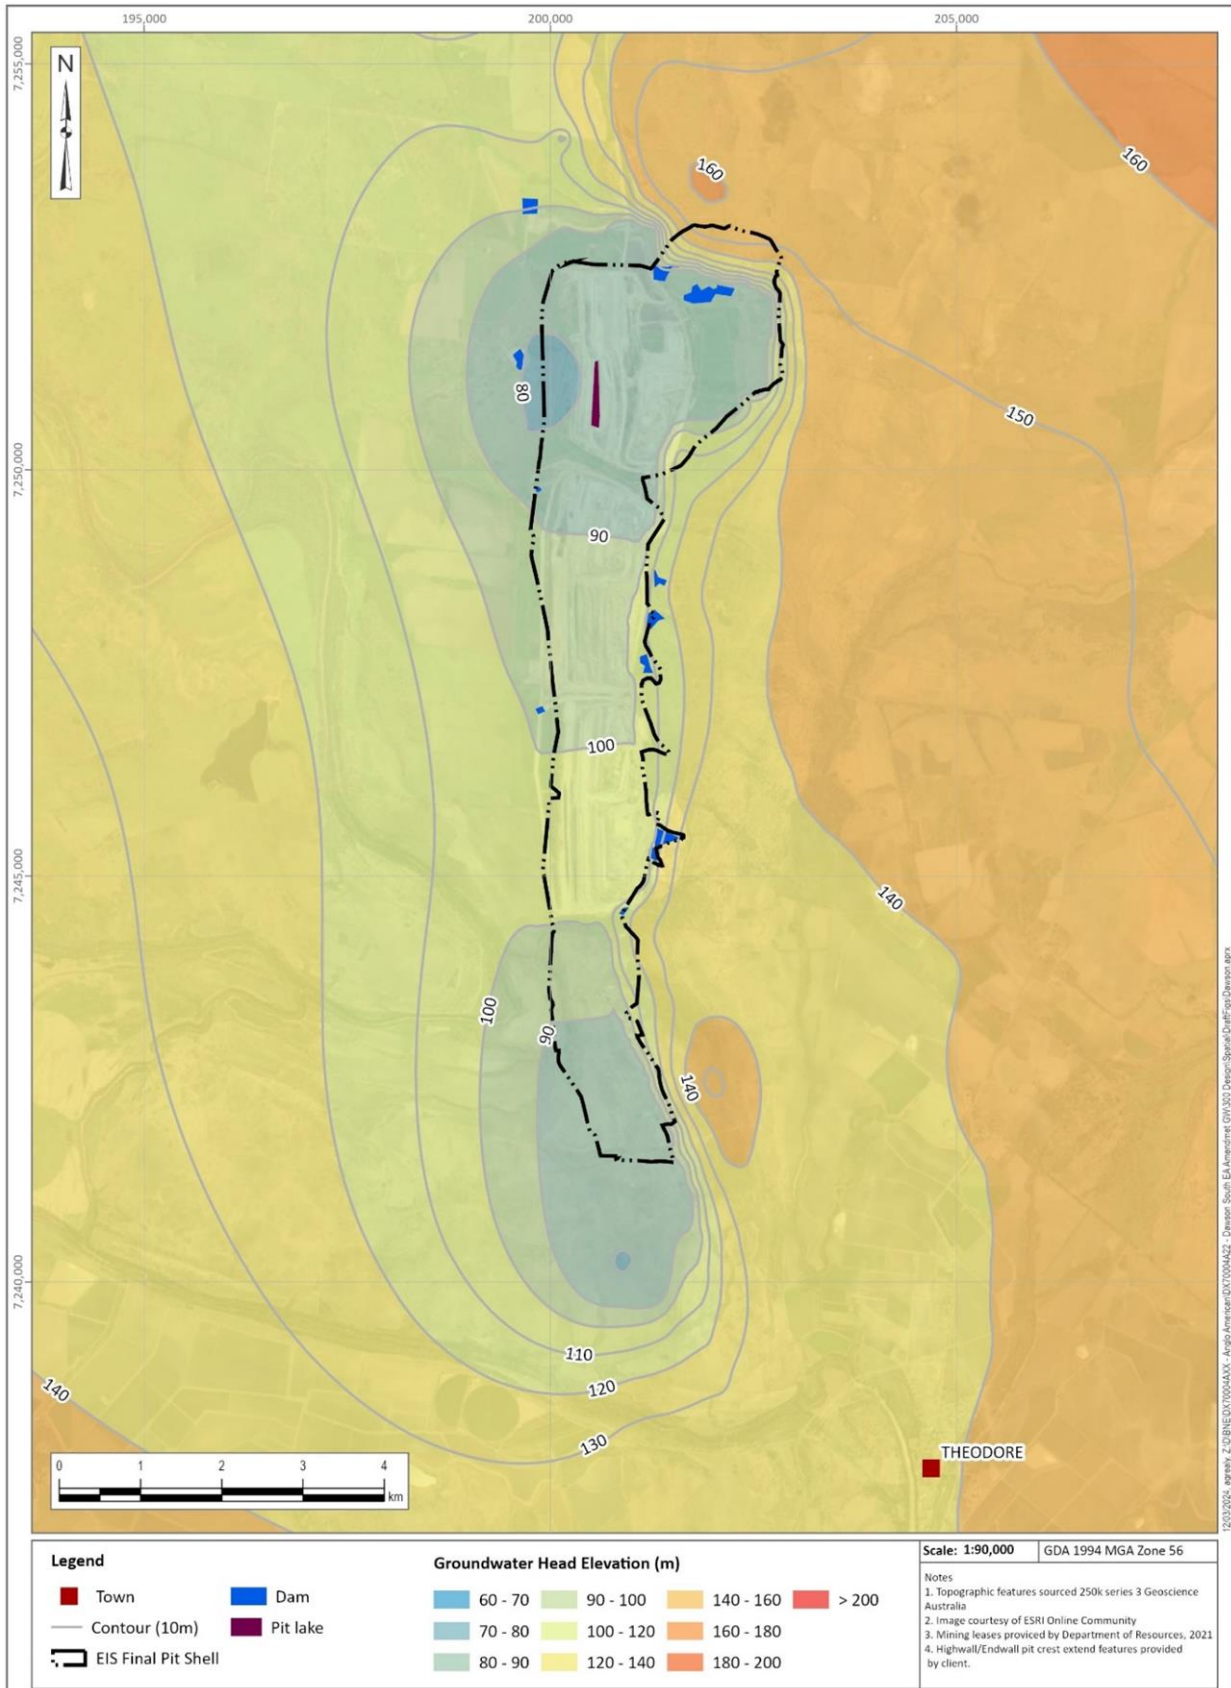 195,000
200,000
205,000
7,255,000
N
160
160
80
150
7,250,000
90
100
7,245,000
140
100
90
140
7,240,000
110
120
140
130
THEODORE
0 1 2 3 4
km
Legend
Town
Dam
Contour (10m)
Pit lake
EIS Final Pit Shell
Groundwater Head Elevation (m)
60 - 70
70 - 80
80 - 90
90 - 100
100 - 120
120 - 140
140 - 160
160 - 180
180 - 200
> 200
Scale: 1:90,000
GDA 1994 MGA Zone 56
Notes
1. Topographic features sourced 250k series 3 Geoscience
Australia
2. Image courtesy of ESRI Online Community
3. Mining leases proviced by Department of Resources, 2021
4. Highwall/Endwall pit crest extend features provided
by client.